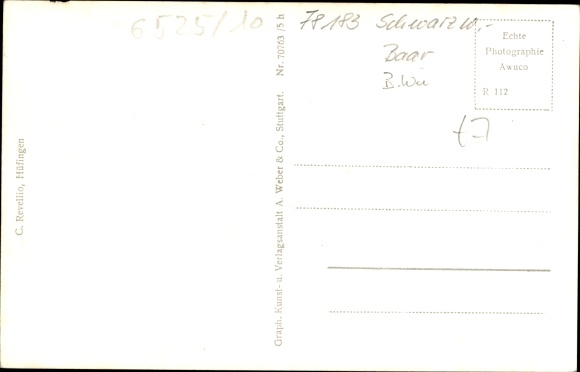 6525/10
78183 Schwarzw.-
Baar
B.Wü
Echte
Photographie
Awuco
R 112
C. Revellio, Hüfingen
Graph. Kunst- u. Verlagsanstalt A. Weber & Co., Stuttgart. Nr. 70763 /5 h